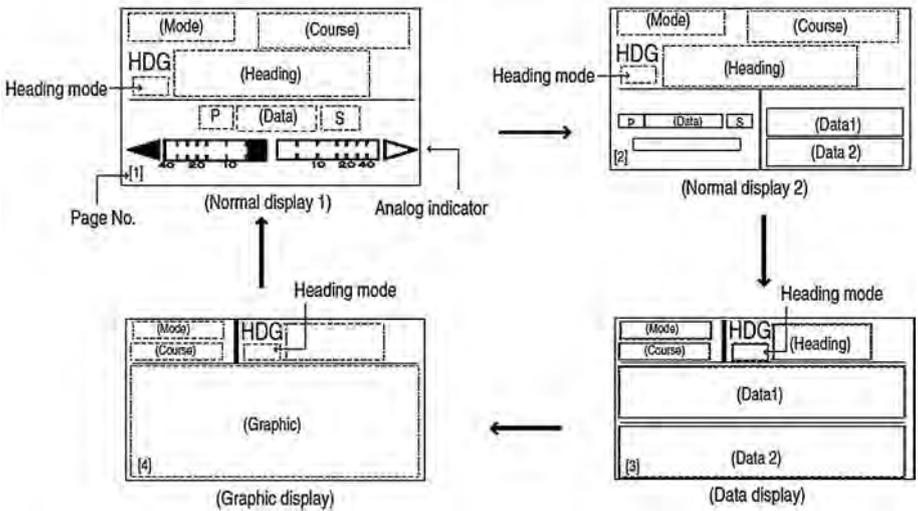 (Mode)
(Course)
HDG
(Heading)
Heading mode
P
(Data)
S
40 20 10
10 20 40
[1]
Page No.
(Normal display 1)
Analog indicator
(Mode)
(Course)
HDG
(Heading)
Heading mode
P
(Data)
S
(Data1)
(Data 2)
[2]
(Normal display 2)
Heading mode
(Mode)
(Course)
HDG
(Graphic)
[4]
(Graphic display)
Heading mode
(Mode)
(Course)
HDG
(Heading)
(Data1)
(Data 2)
[3]
(Data display)